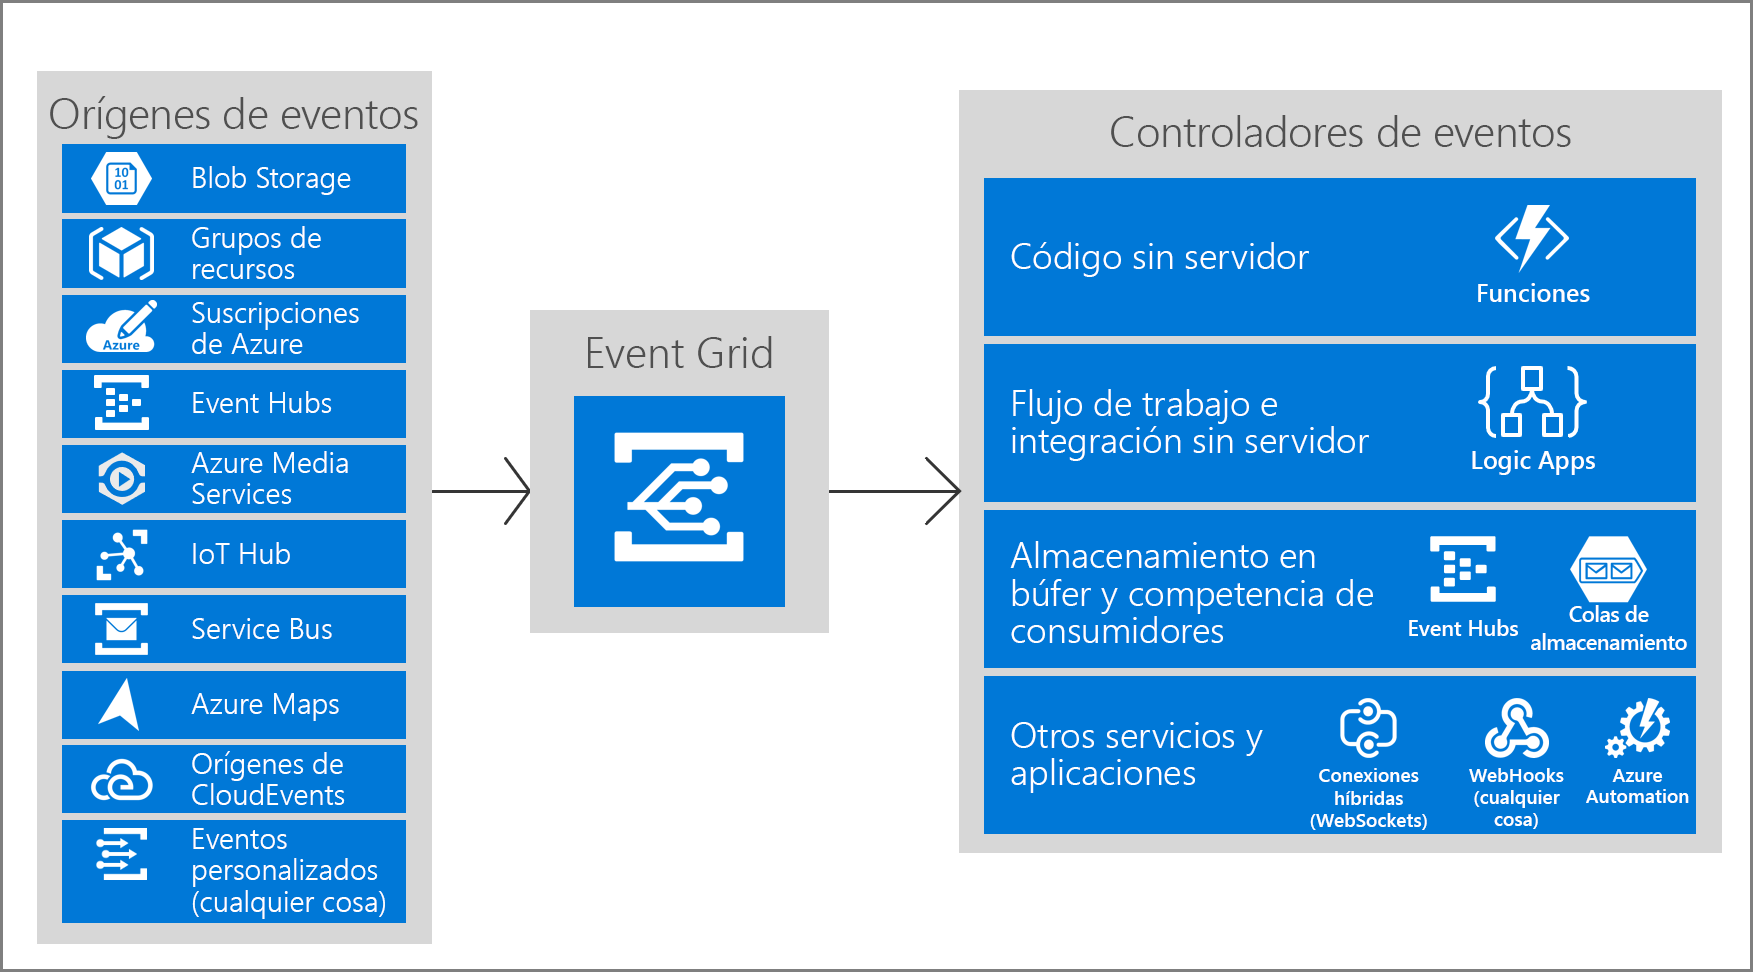 Orígenes de eventos
10
01
Blob Storage
Grupos de
recursos
Azure
Suscripciones
de Azure
Event Hubs
Azure Media
Services
IoT Hub
Service Bus
Azure Maps
Orígenes de
CloudEvents
Eventos
personalizados
(cualquier cosa)
Event Grid
Controladores de eventos
Código sin servidor
Funciones
Flujo de trabajo e
integración sin servidor
Logic Apps
Almacenamiento en
búfer y competencia de
consumidores
Event Hubs
Colas de
almacenamiento
Otros servicios y
aplicaciones
Conexiones
híbridas
(WebSockets)
WebHooks
(cualquier
cosa)
Azure
Automation